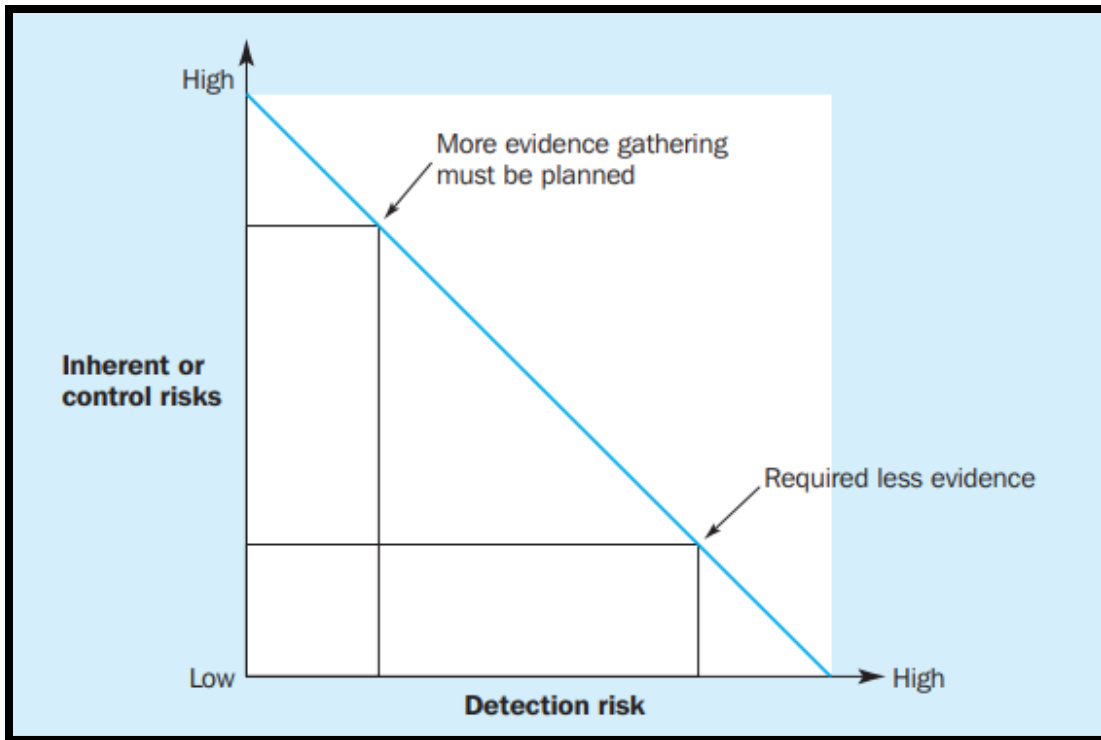 High
More evidence gathering
must be planned
Inherent or
control risks
Required less evidence
Low
High
Detection risk